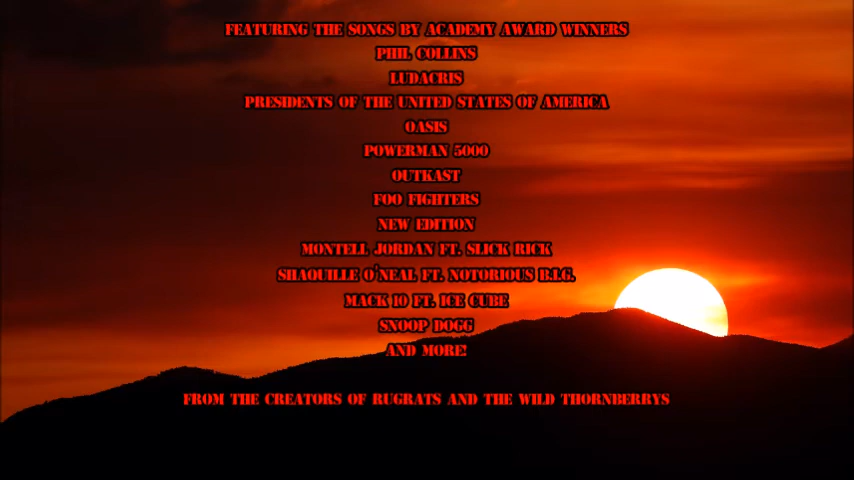 FEATURING THE SONGS BY ACADEMY AWARD WINNERS
PHIL COLLINS
LUDACRIS
PRESIDENTS OF THE UNITED STATES OF AMERICA
OASIS
POWERMAN 5000
OUTKAST
FOO FIGHTERS
NEW EDITION
MONTELL JORDAN FT. SLICK RICK
SHAQUILLE O'NEAL FT. NOTORIOUS B.I.G.
MACK 10 FT. ICE CUBE
SNOOP DOGG
AND MORE!
FROM THE CREATORS OF RUGRATS AND THE WILD THORNBERRYS